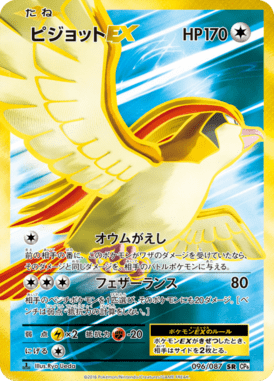 たね
ピジョットEX HP170
オウムがえし
前の相手の番に、このポケモンがワザのダメージを受けていたなら、
そのダメージと同じダメージを、相手のバトルポケモンに与える。
フェザーランス 80
弱点 ×2 抵抗力 -20
にげる
ポケモンEXのルール
ポケモンEXがきぜつしたとき、
相手はサイドを2枚とる。
Illus. Kyo Umeda
096/087 SR CP6